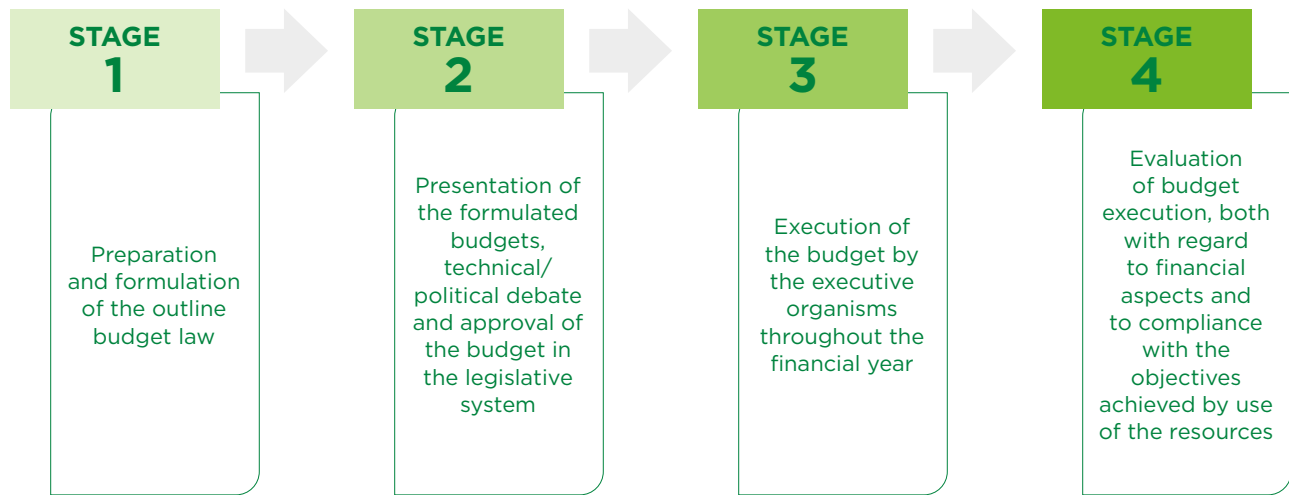 STAGE
1
Preparation
and formulation
of the outline
budget law
STAGE
2
Presentation of
the formulated
budgets,
technical/
political debate
and approval of
the budget in
the legislative
system
STAGE
3
Execution of
the budget by
the executive
organisms
throughout the
financial year
STAGE
4
Evaluation
of budget
execution, both
with regard
to financial
aspects and
to compliance
with the
objectives
achieved by use
of the resources